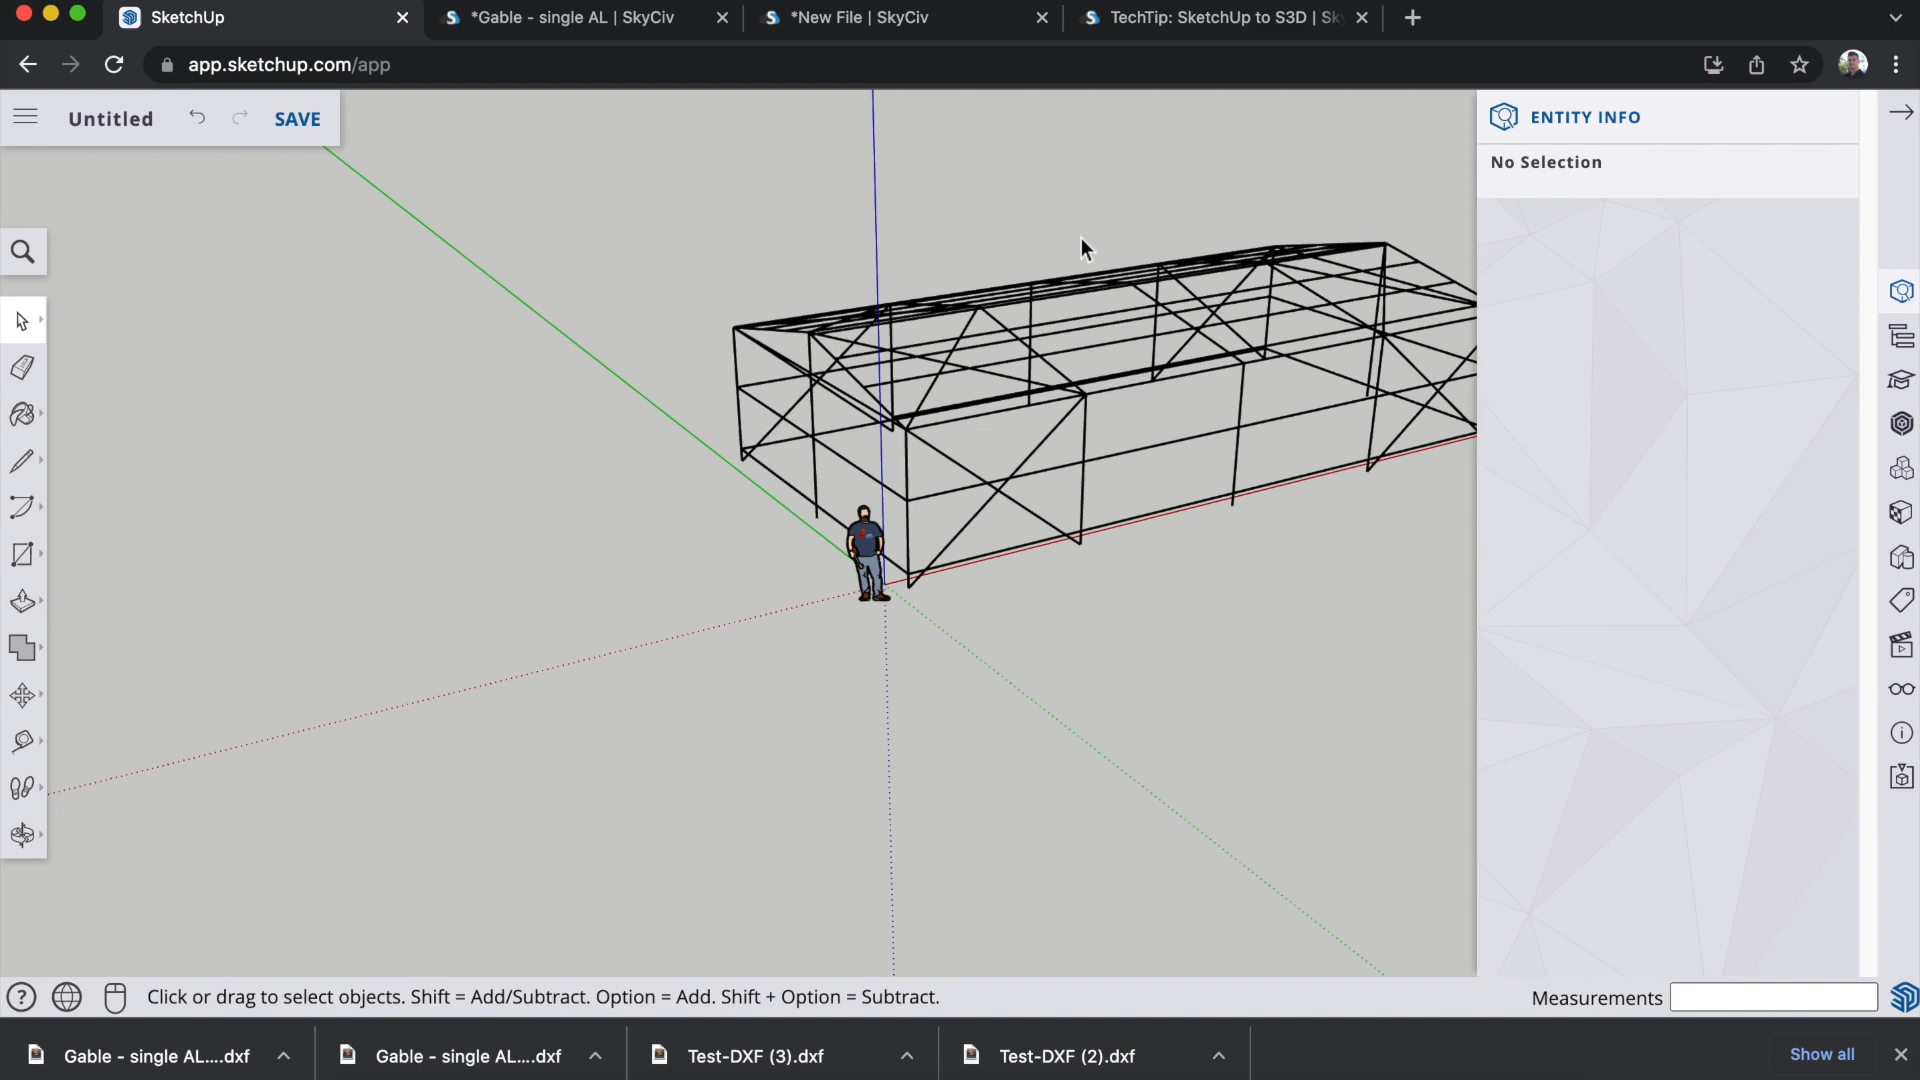 SketchUp
*Gable - single AL | SkyCiv
*New File | SkyCiv
TechTip: SketchUp to S3D | Sk
app.sketchup.com/app
Untitled
SAVE
ENTITY INFO
No Selection
Click or drag to select objects. Shift = Add/Subtract. Option = Add. Shift + Option = Subtract.
Measurements
Gable - single AL....dxf
Gable - single AL....dxf
Test-DXF (3).dxf
Test-DXF (2).dxf
Show all